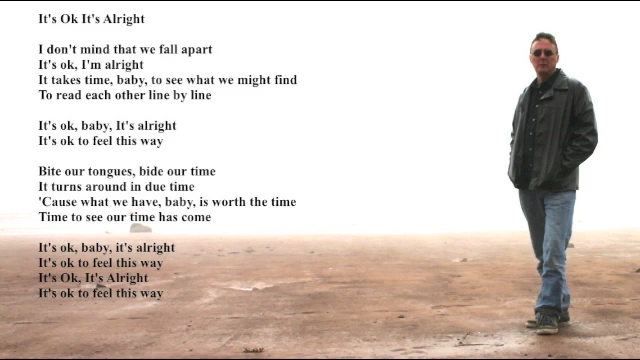 It's Ok It's Alright
I don't mind that we fall apart
It's ok, I'm alright
It takes time, baby, to see what we might find
To read each other line by line
It's ok, baby, It's alright
It's ok to feel this way
Bite our tongues, bide our time
It turns around in due time
'Cause what we have, baby, is worth the time
Time to see our time has come
It's ok, baby, it's alright
It's ok to feel this way
It's Ok, It's Alright
It's ok to feel this way